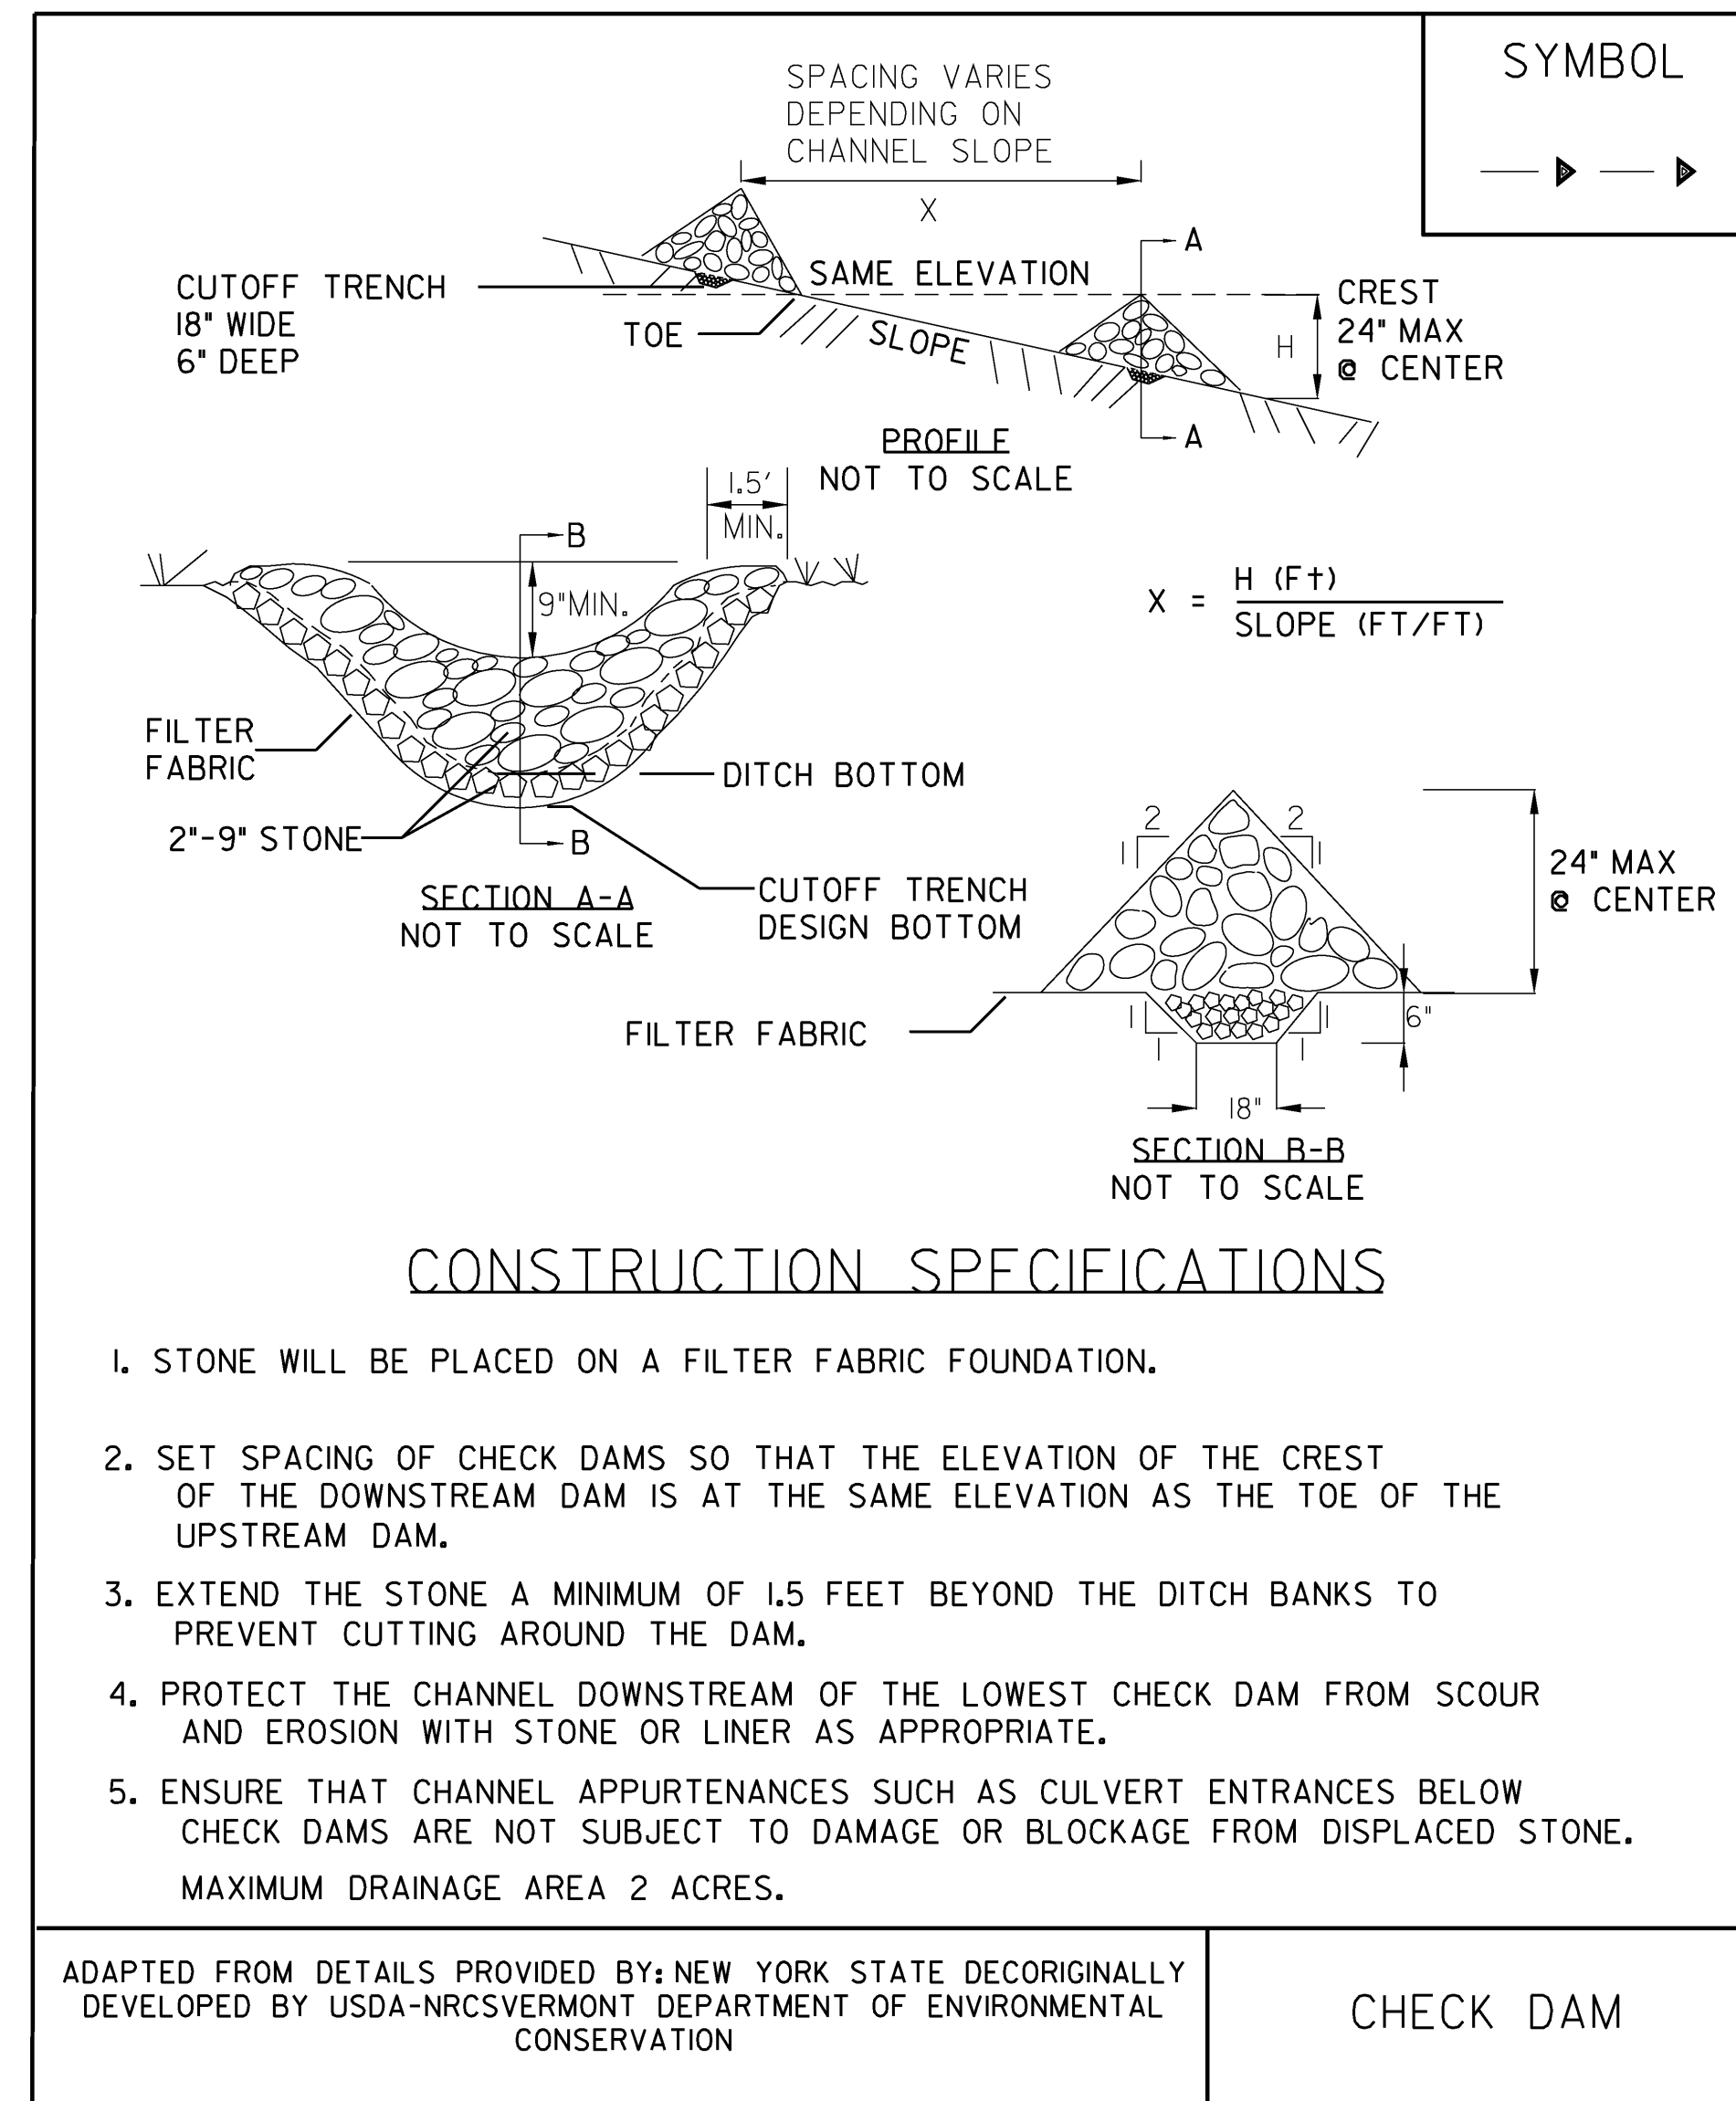 SYMBOL
SPACING VARIES
DEPENDING ON
CHANNEL SLOPE
X
A
CUTOFF TRENCH
18" WIDE
6" DEEP
SAME ELEVATION
TOE
SLOPE
H
CREST
24" MAX
@ CENTER
A
PROFILE
NOT TO SCALE
1.5'
MIN.
B
9"MIN.
X = H (Ft)
SLOPE (FT/FT)
FILTER
FABRIC
DITCH BOTTOM
2"-9" STONE
B
SECTION A-A
NOT TO SCALE
CUTOFF TRENCH
DESIGN BOTTOM
2
1
2
1
24" MAX
@ CENTER
FILTER FABRIC
1
1
1
1
6"
18"
SECTION B-B
NOT TO SCALE
CONSTRUCTION SPECIFICATIONS
1. STONE WILL BE PLACED ON A FILTER FABRIC FOUNDATION.
2. SET SPACING OF CHECK DAMS SO THAT THE ELEVATION OF THE CREST
OF THE DOWNSTREAM DAM IS AT THE SAME ELEVATION AS THE TOE OF THE
UPSTREAM DAM.
3. EXTEND THE STONE A MINIMUM OF 1.5 FEET BEYOND THE DITCH BANKS TO
PREVENT CUTTING AROUND THE DAM.
4. PROTECT THE CHANNEL DOWNSTREAM OF THE LOWEST CHECK DAM FROM SCOUR
AND EROSION WITH STONE OR LINER AS APPROPRIATE.
5. ENSURE THAT CHANNEL APPURTENANCES SUCH AS CULVERT ENTRANCES BELOW
CHECK DAMS ARE NOT SUBJECT TO DAMAGE OR BLOCKAGE FROM DISPLACED STONE.
MAXIMUM DRAINAGE AREA 2 ACRES.
ADAPTED FROM DETAILS PROVIDED BY: NEW YORK STATE DECORIGINALLY
DEVELOPED BY USDA-NRCSVERMONT DEPARTMENT OF ENVIRONMENTAL
CONSERVATION
CHECK DAM